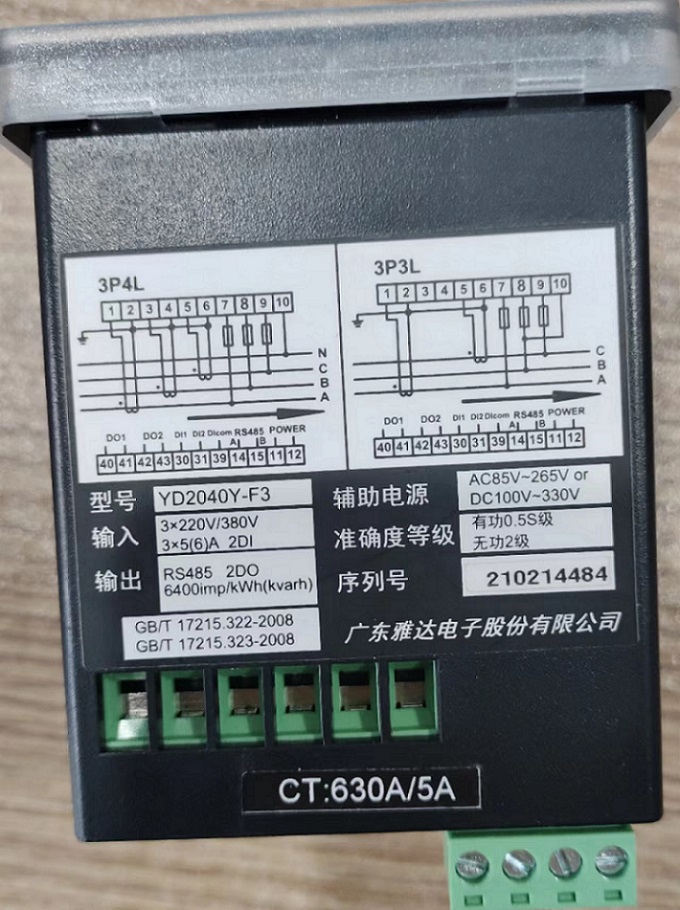 3P4L
1 2 3 4 5 6 7 8 9 10
N
C
B
A
DO1 DO2 DI1 DI2 DIcom RS485 POWER
A B
40 41 42 43 30 31 39 14 15 11 12
3P3L
1 2 3 4 5 6 7 8 9 10
C
B
A
DO1 DO2 DI1 DI2 DIcom RS485 POWER
A B
40 41 42 43 30 31 39 14 15 11 12
型号 YD2040Y-F3
输入 3×220V/380V
3×5(6)A 2DI
输出 RS485 2DO
6400imp/kWh(kvarh)
GB/T 17215.322-2008
GB/T 17215.323-2008
辅助电源 AC85V~265V or
DC100V~330V
准确度等级 有功0.5S级
无功2级
序列号 210214484
广东雅达电子股份有限公司
CT:630A/5A